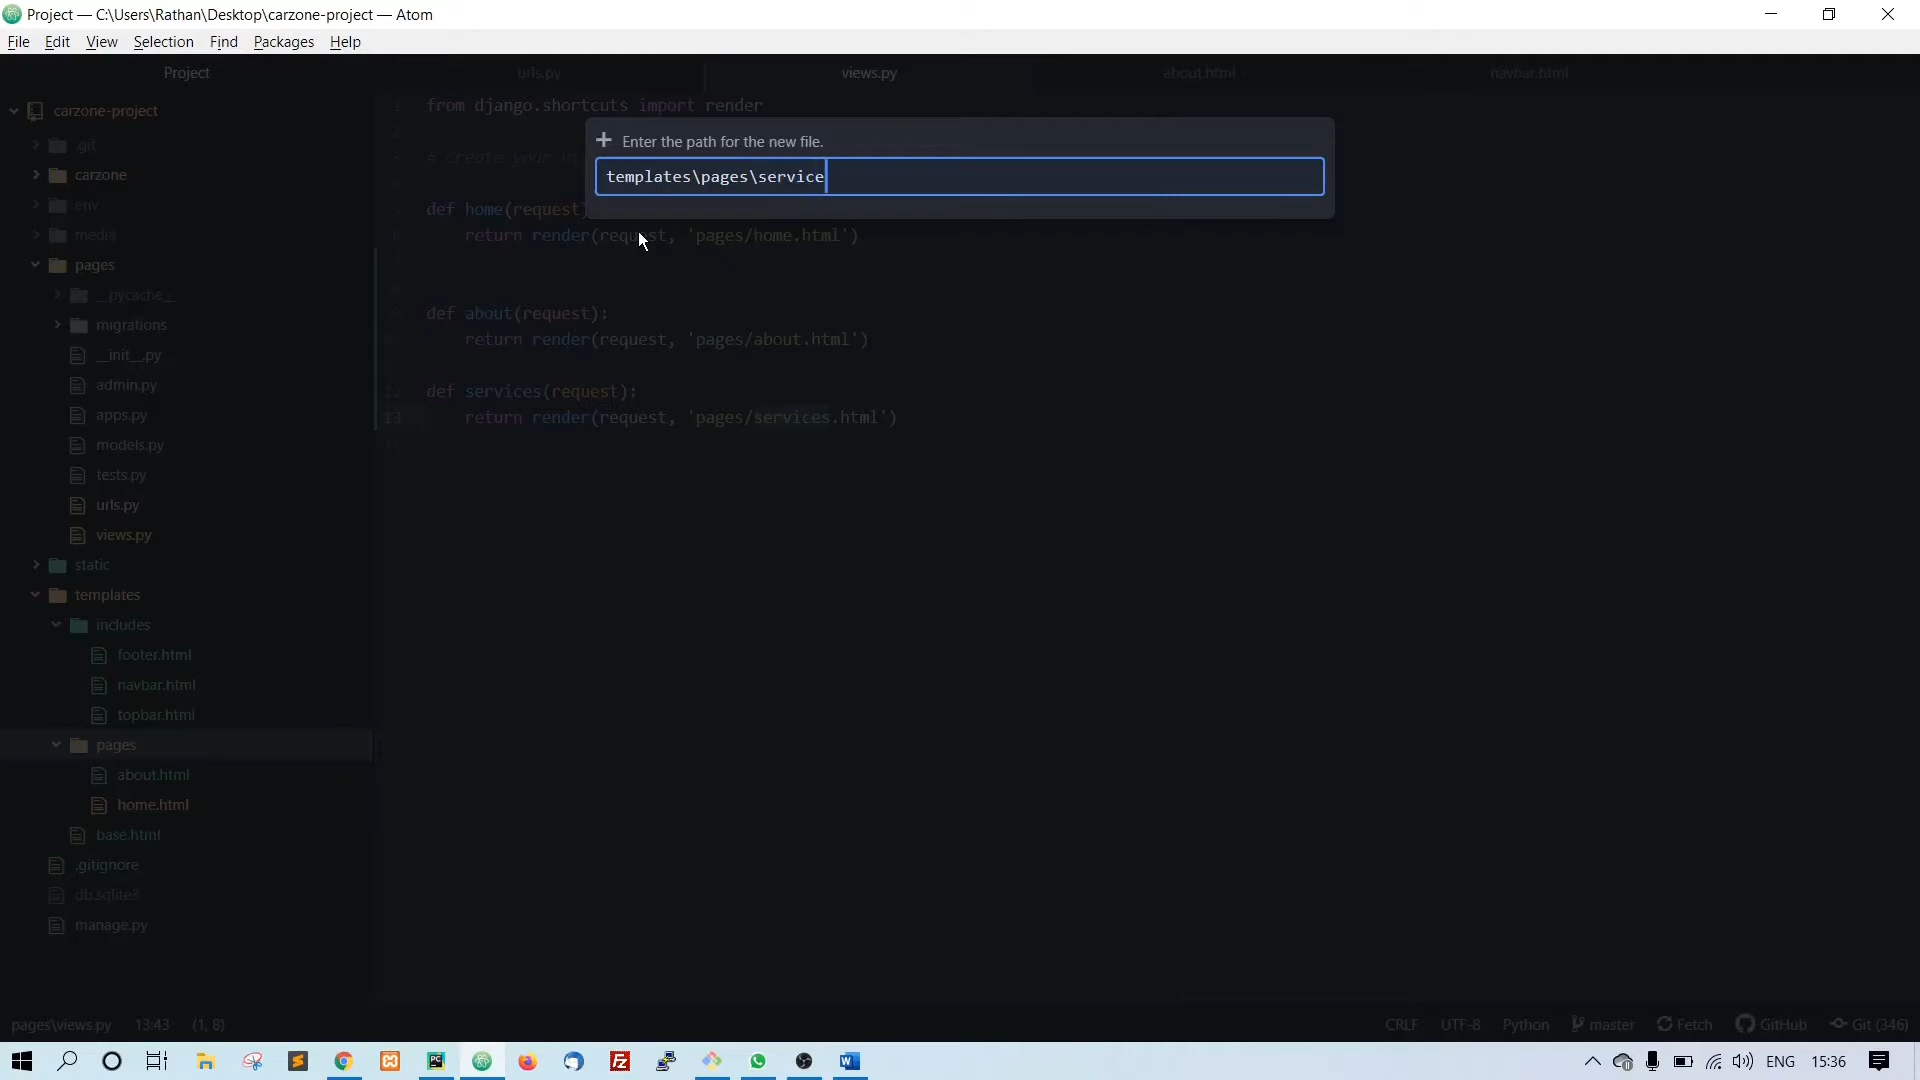 Project — C:\Users\Rathan\Desktop\carzone-project — Atom
File Edit View Selection Find Packages Help
Project urls.py views.py about.html navbar.html
carzone-project
.git
carzone
env
media
pages
__pycache__
migrations
__init__.py
admin.py
apps.py
models.py
tests.py
urls.py
views.py
static
templates
includes
footer.html
navbar.html
topbar.html
pages
about.html
home.html
base.html
.gitignore
db.sqlite3
manage.py
from django.shortcuts import render
# Create your
def home(request)
return render(request, 'pages/home.html')
def about(request):
return render(request, 'pages/about.html')
12 def services(request):
13 return render(request, 'pages/services.html')
Enter the path for the new file.
templates\pages\service
pages\views.py 13:43 (1, 8) CRLF UTF-8 Python master Fetch GitHub Git (346)
ENG 15:36